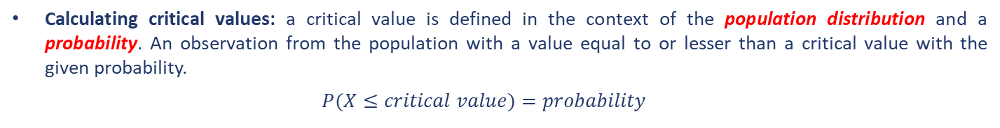 • Calculating critical values: a critical value is defined in the context of the population distribution and a
probability. An observation from the population with a value equal to or lesser than a critical value with the
given probability.
P(X ≤ critical value) = probability